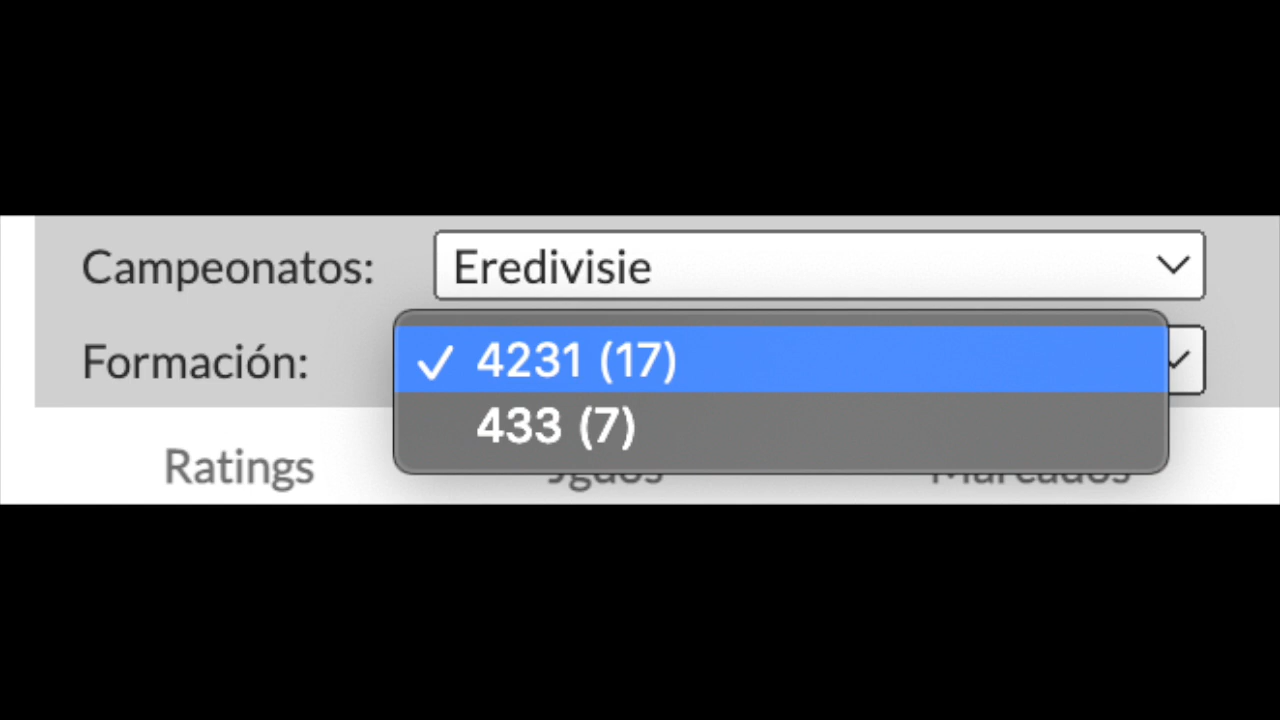 Campeonatos: Eredivisie
Formación: ✓ 4231 (17)
433 (7)
Ratings